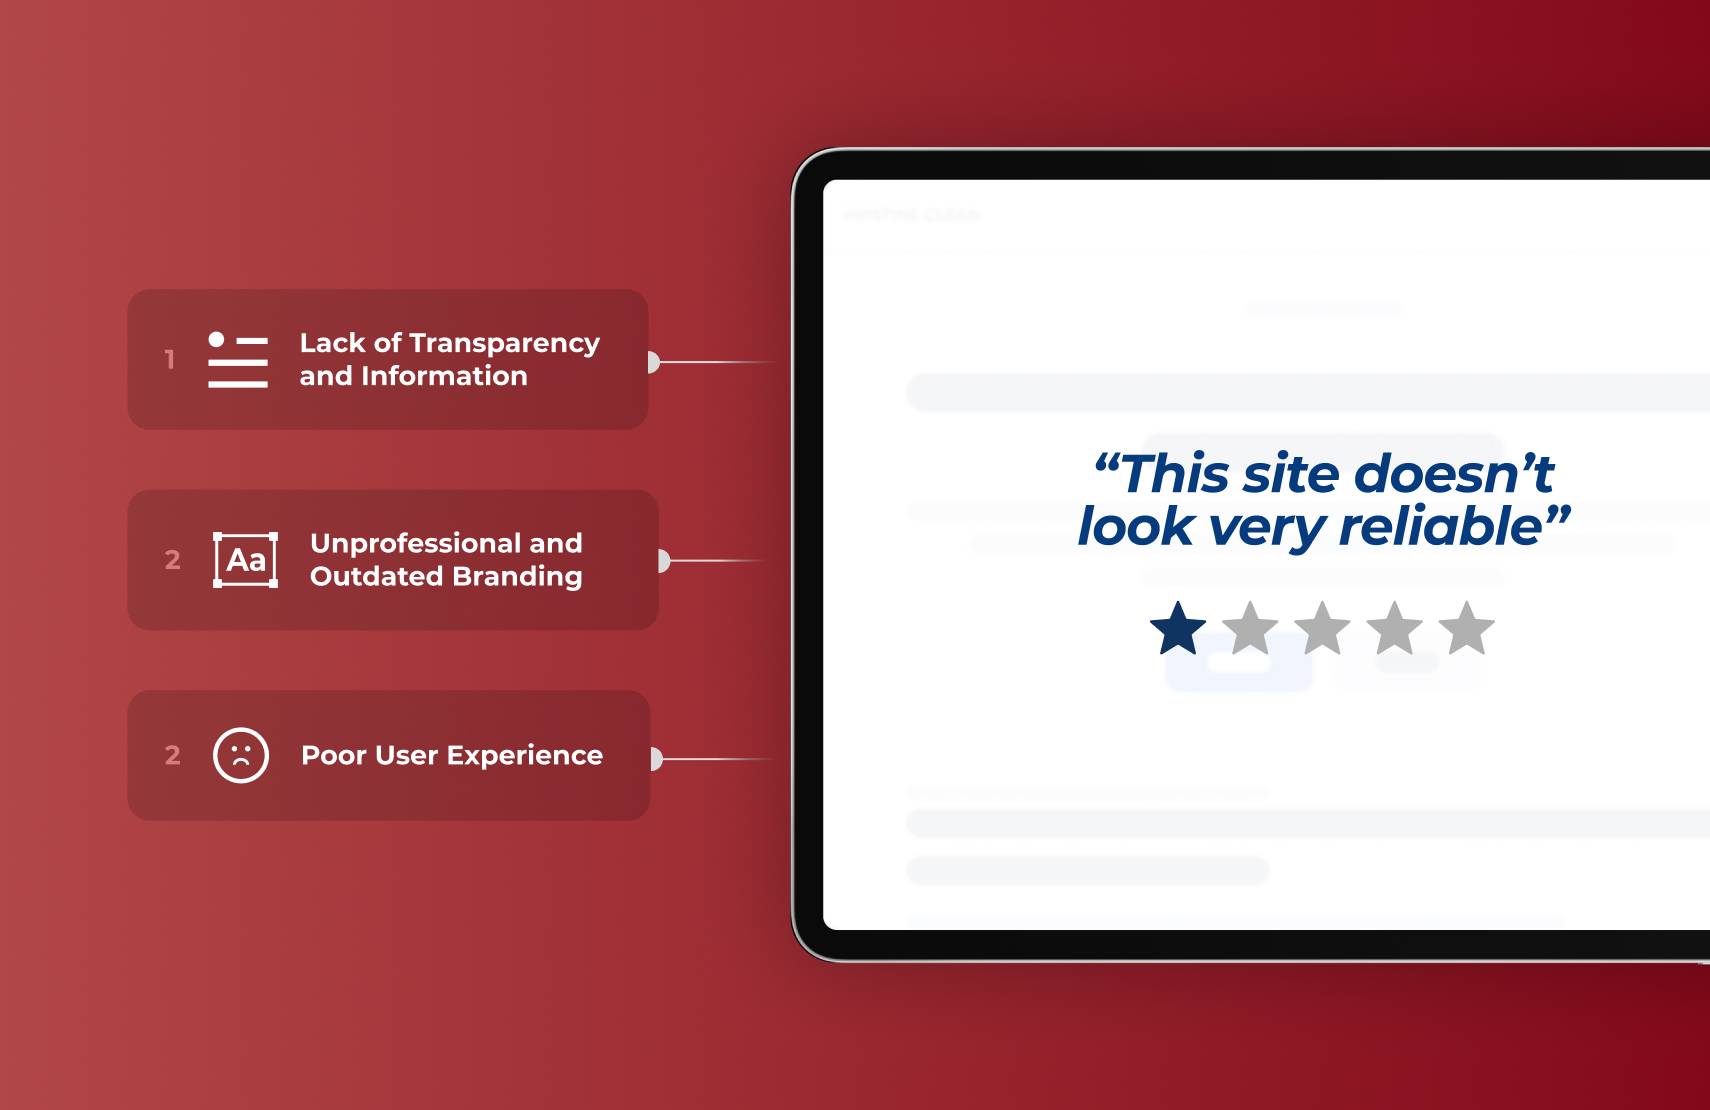 1
Lack of Transparency
and Information
2
Aa
Unprofessional and
Outdated Branding
2
Poor User Experience
“This site doesn’t
look very reliable”